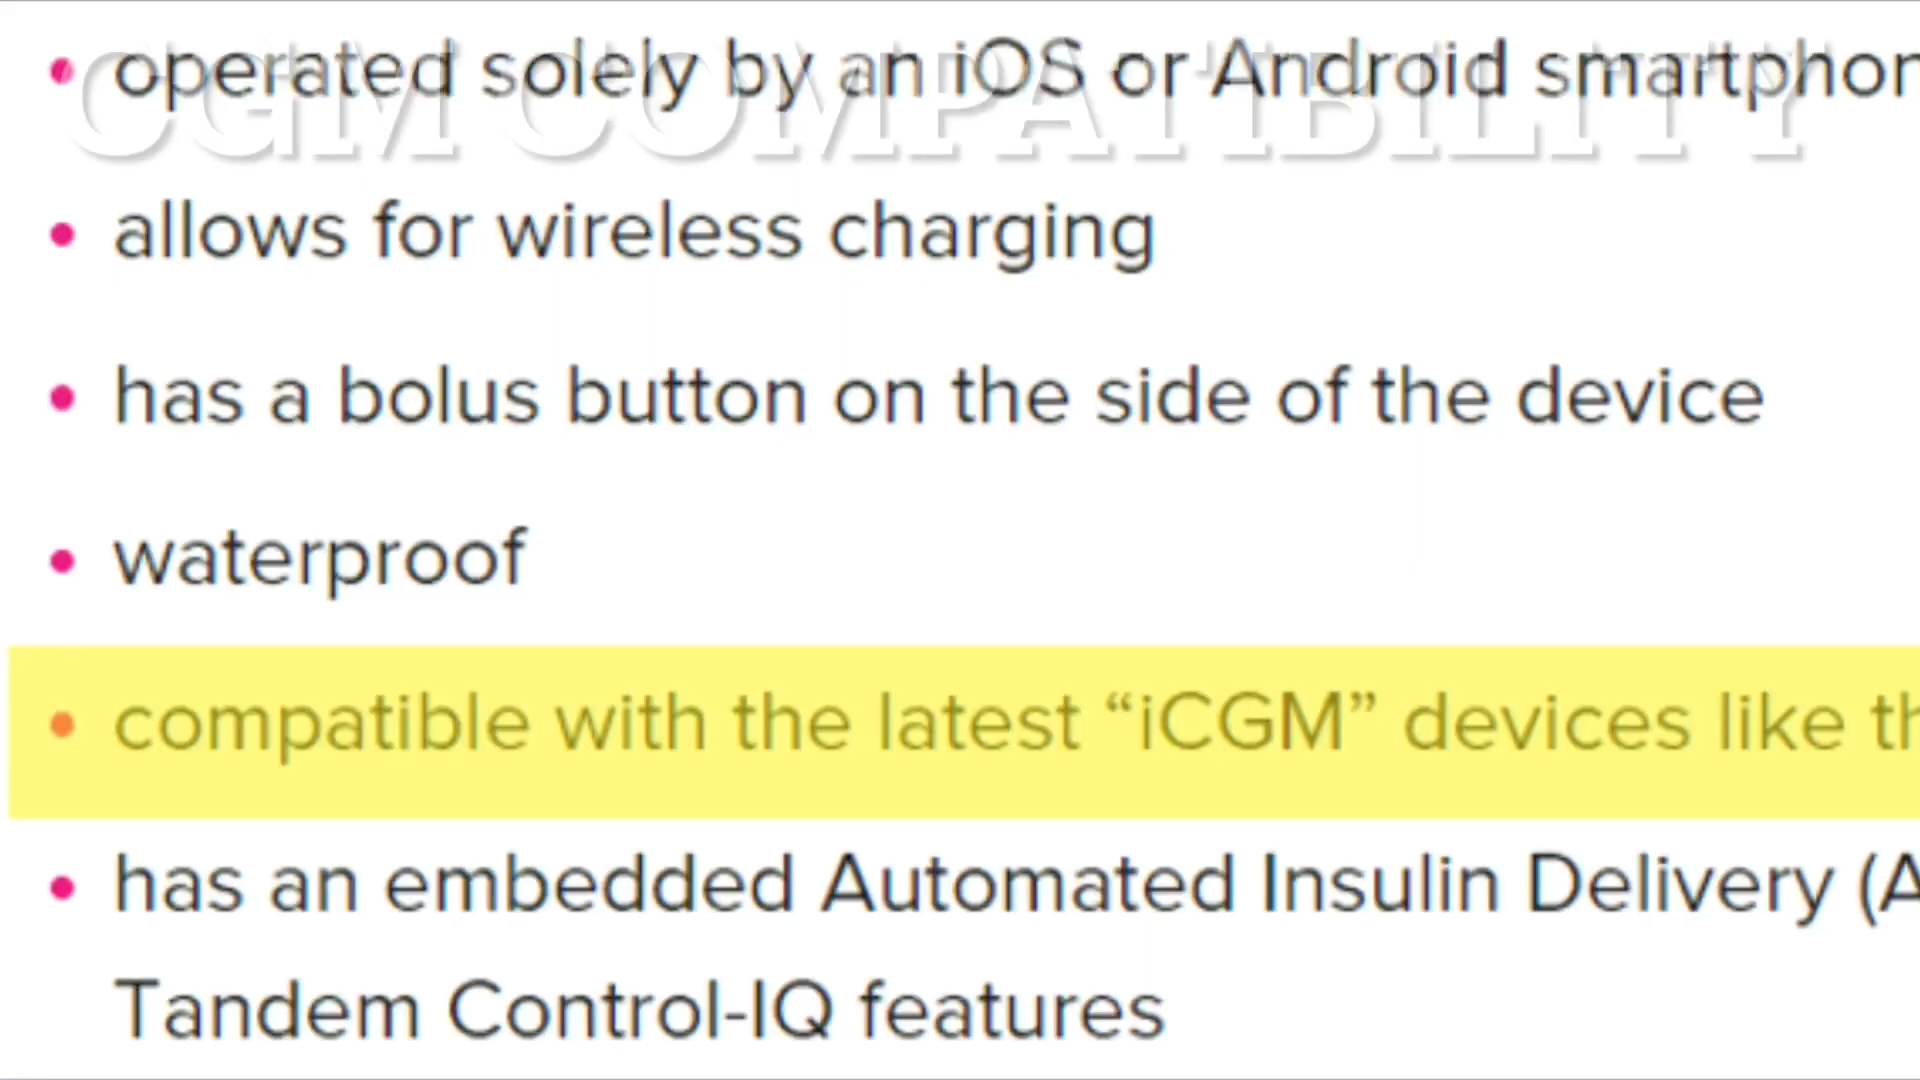 CGM COMPATIBILITY
operated solely by an iOS or Android
allows for wireless charging
has a bolus button on the side of the device
waterproof
compatible with the latest “iCGM” devices like
has an embedded Automated Insulin Delivery
Tandem Control-IQ features